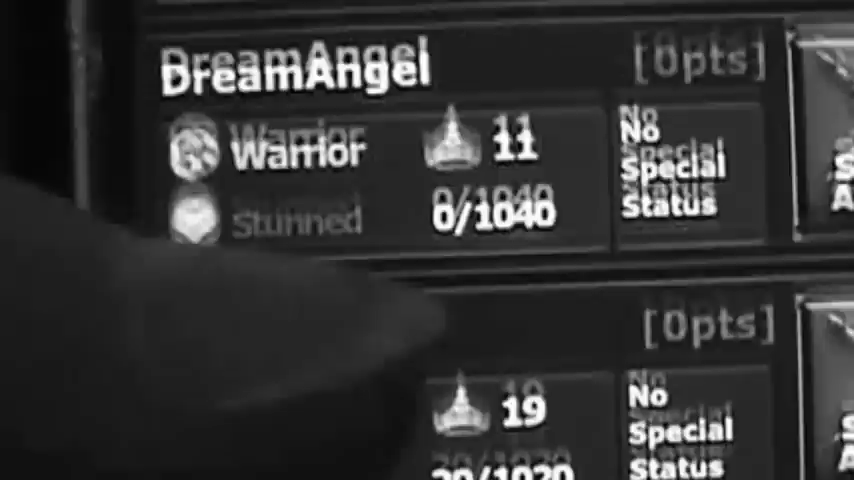 DreamAngel [0pts]
Warrior 11 No
Special
Stunned 0/1040 Status
[0pts]
19 No
Special
Status